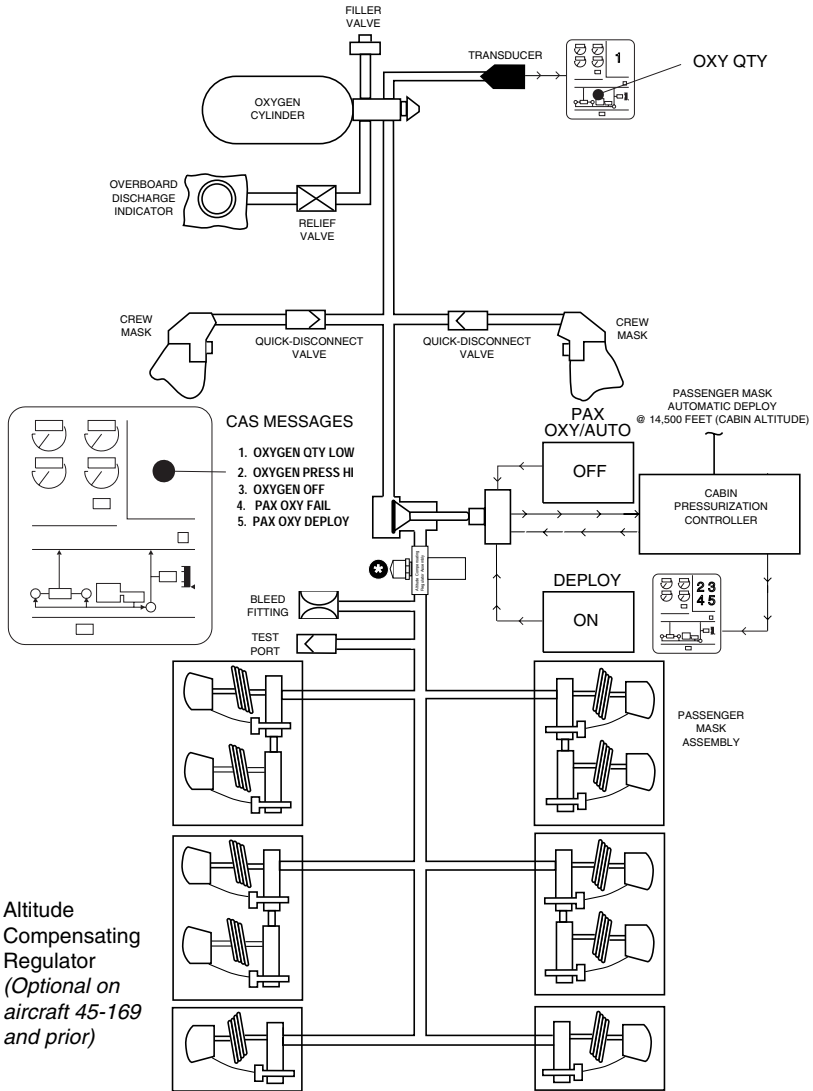 FILLER
VALVE
TRANSDUCER
1
OXY QTY
OXYGEN
CYLINDER
OVERBOARD
DISCHARGE
INDICATOR
RELIEF
VALVE
CREW
MASK
QUICK-DISCONNECT
VALVE
QUICK-DISCONNECT
VALVE
CREW
MASK
PASSENGER MASK
AUTOMATIC DEPLOY
@ 14,500 FEET (CABIN ALTITUDE)
CAS MESSAGES
1. OXYGEN QTY LOW
2. OXYGEN PRESS HI
3. OXYGEN OFF
4. PAX OXY FAIL
5. PAX OXY DEPLOY
PAX
OXY/AUTO
OFF
CABIN
PRESSURIZATION
CONTROLLER
Altitude Compensating
Regulator Assembly
DEPLOY
ON
2 3
4 5
BLEED
FITTING
TEST
PORT
PASSENGER
MASK
ASSEMBLY
Altitude
Compensating
Regulator
(Optional on
aircraft 45-169
and prior)